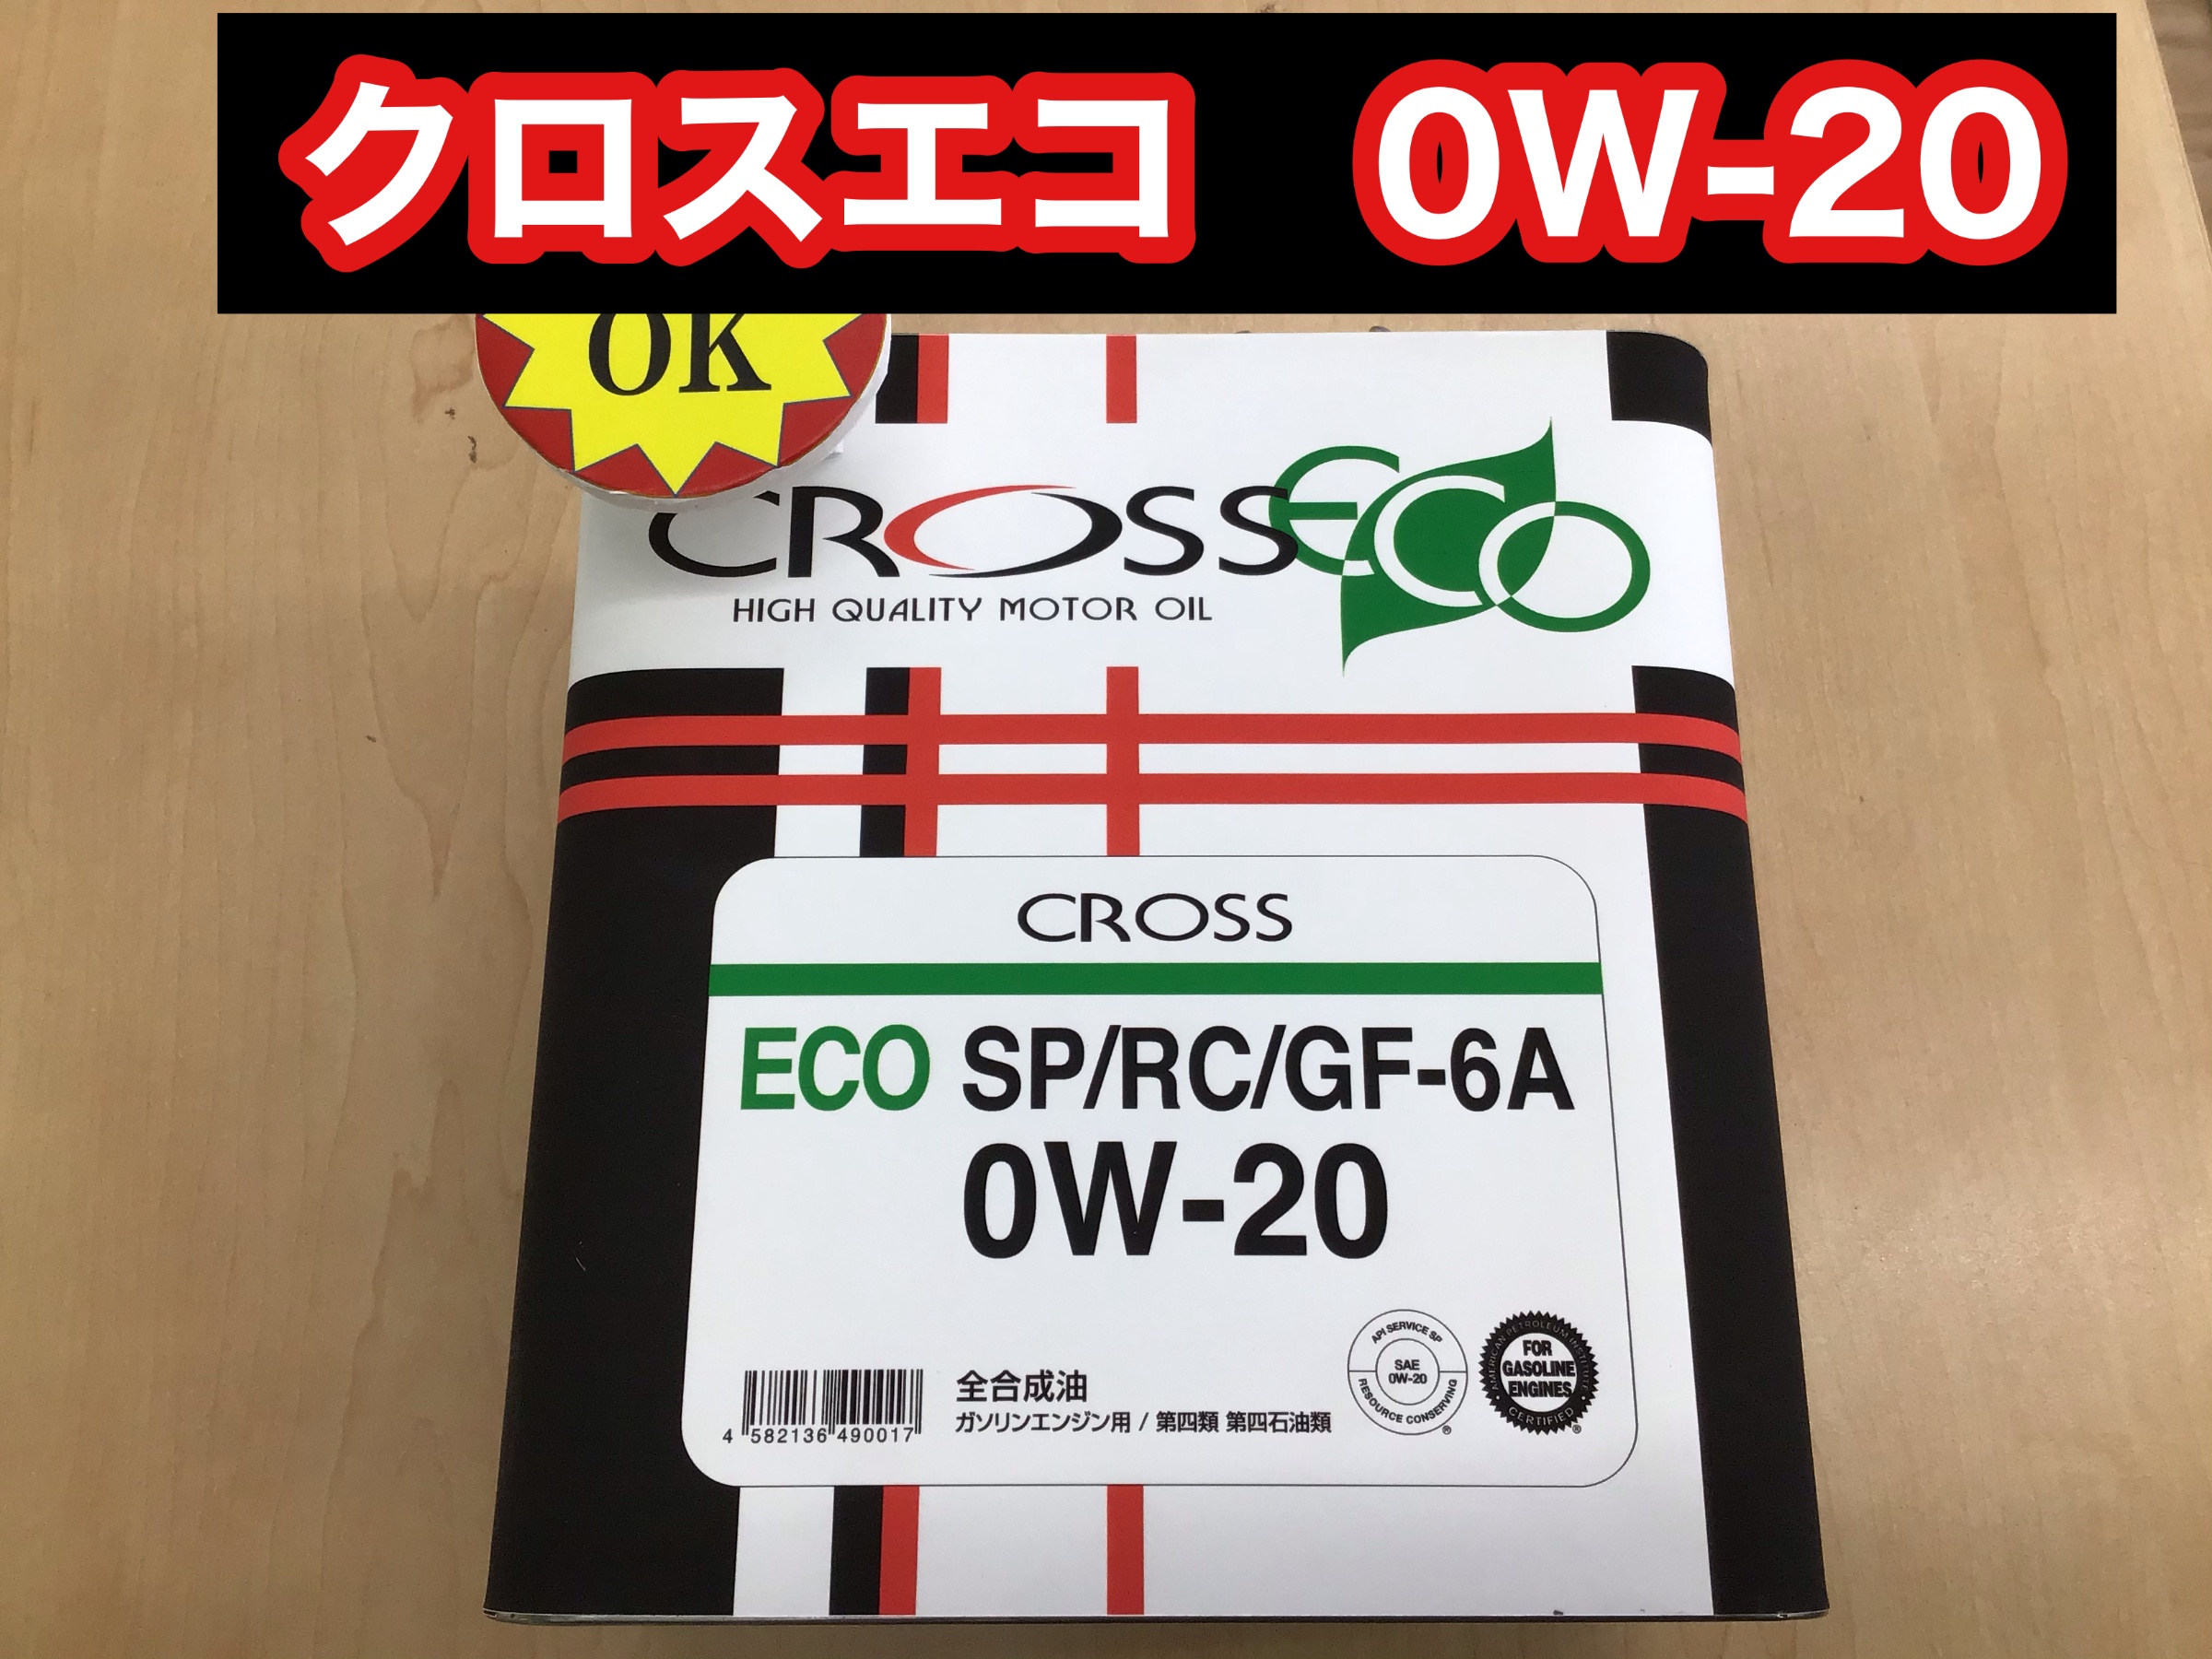 クロスエコ　0W-20
OK
CROSS ECO
HIGH QUALITY MOTOR OIL
CROSS
ECO SP/RC/GF-6A
0W-20
4 582136 490017
全合成油
ガソリンエンジン用 / 第四類 第四石油類
API SERVICE SP
SAE
0W-20
RESOURCE CONSERVING
®
AMERICAN PETROLEUM INSTITUTE
FOR
GASOLINE
ENGINES
CERTIFIED
®